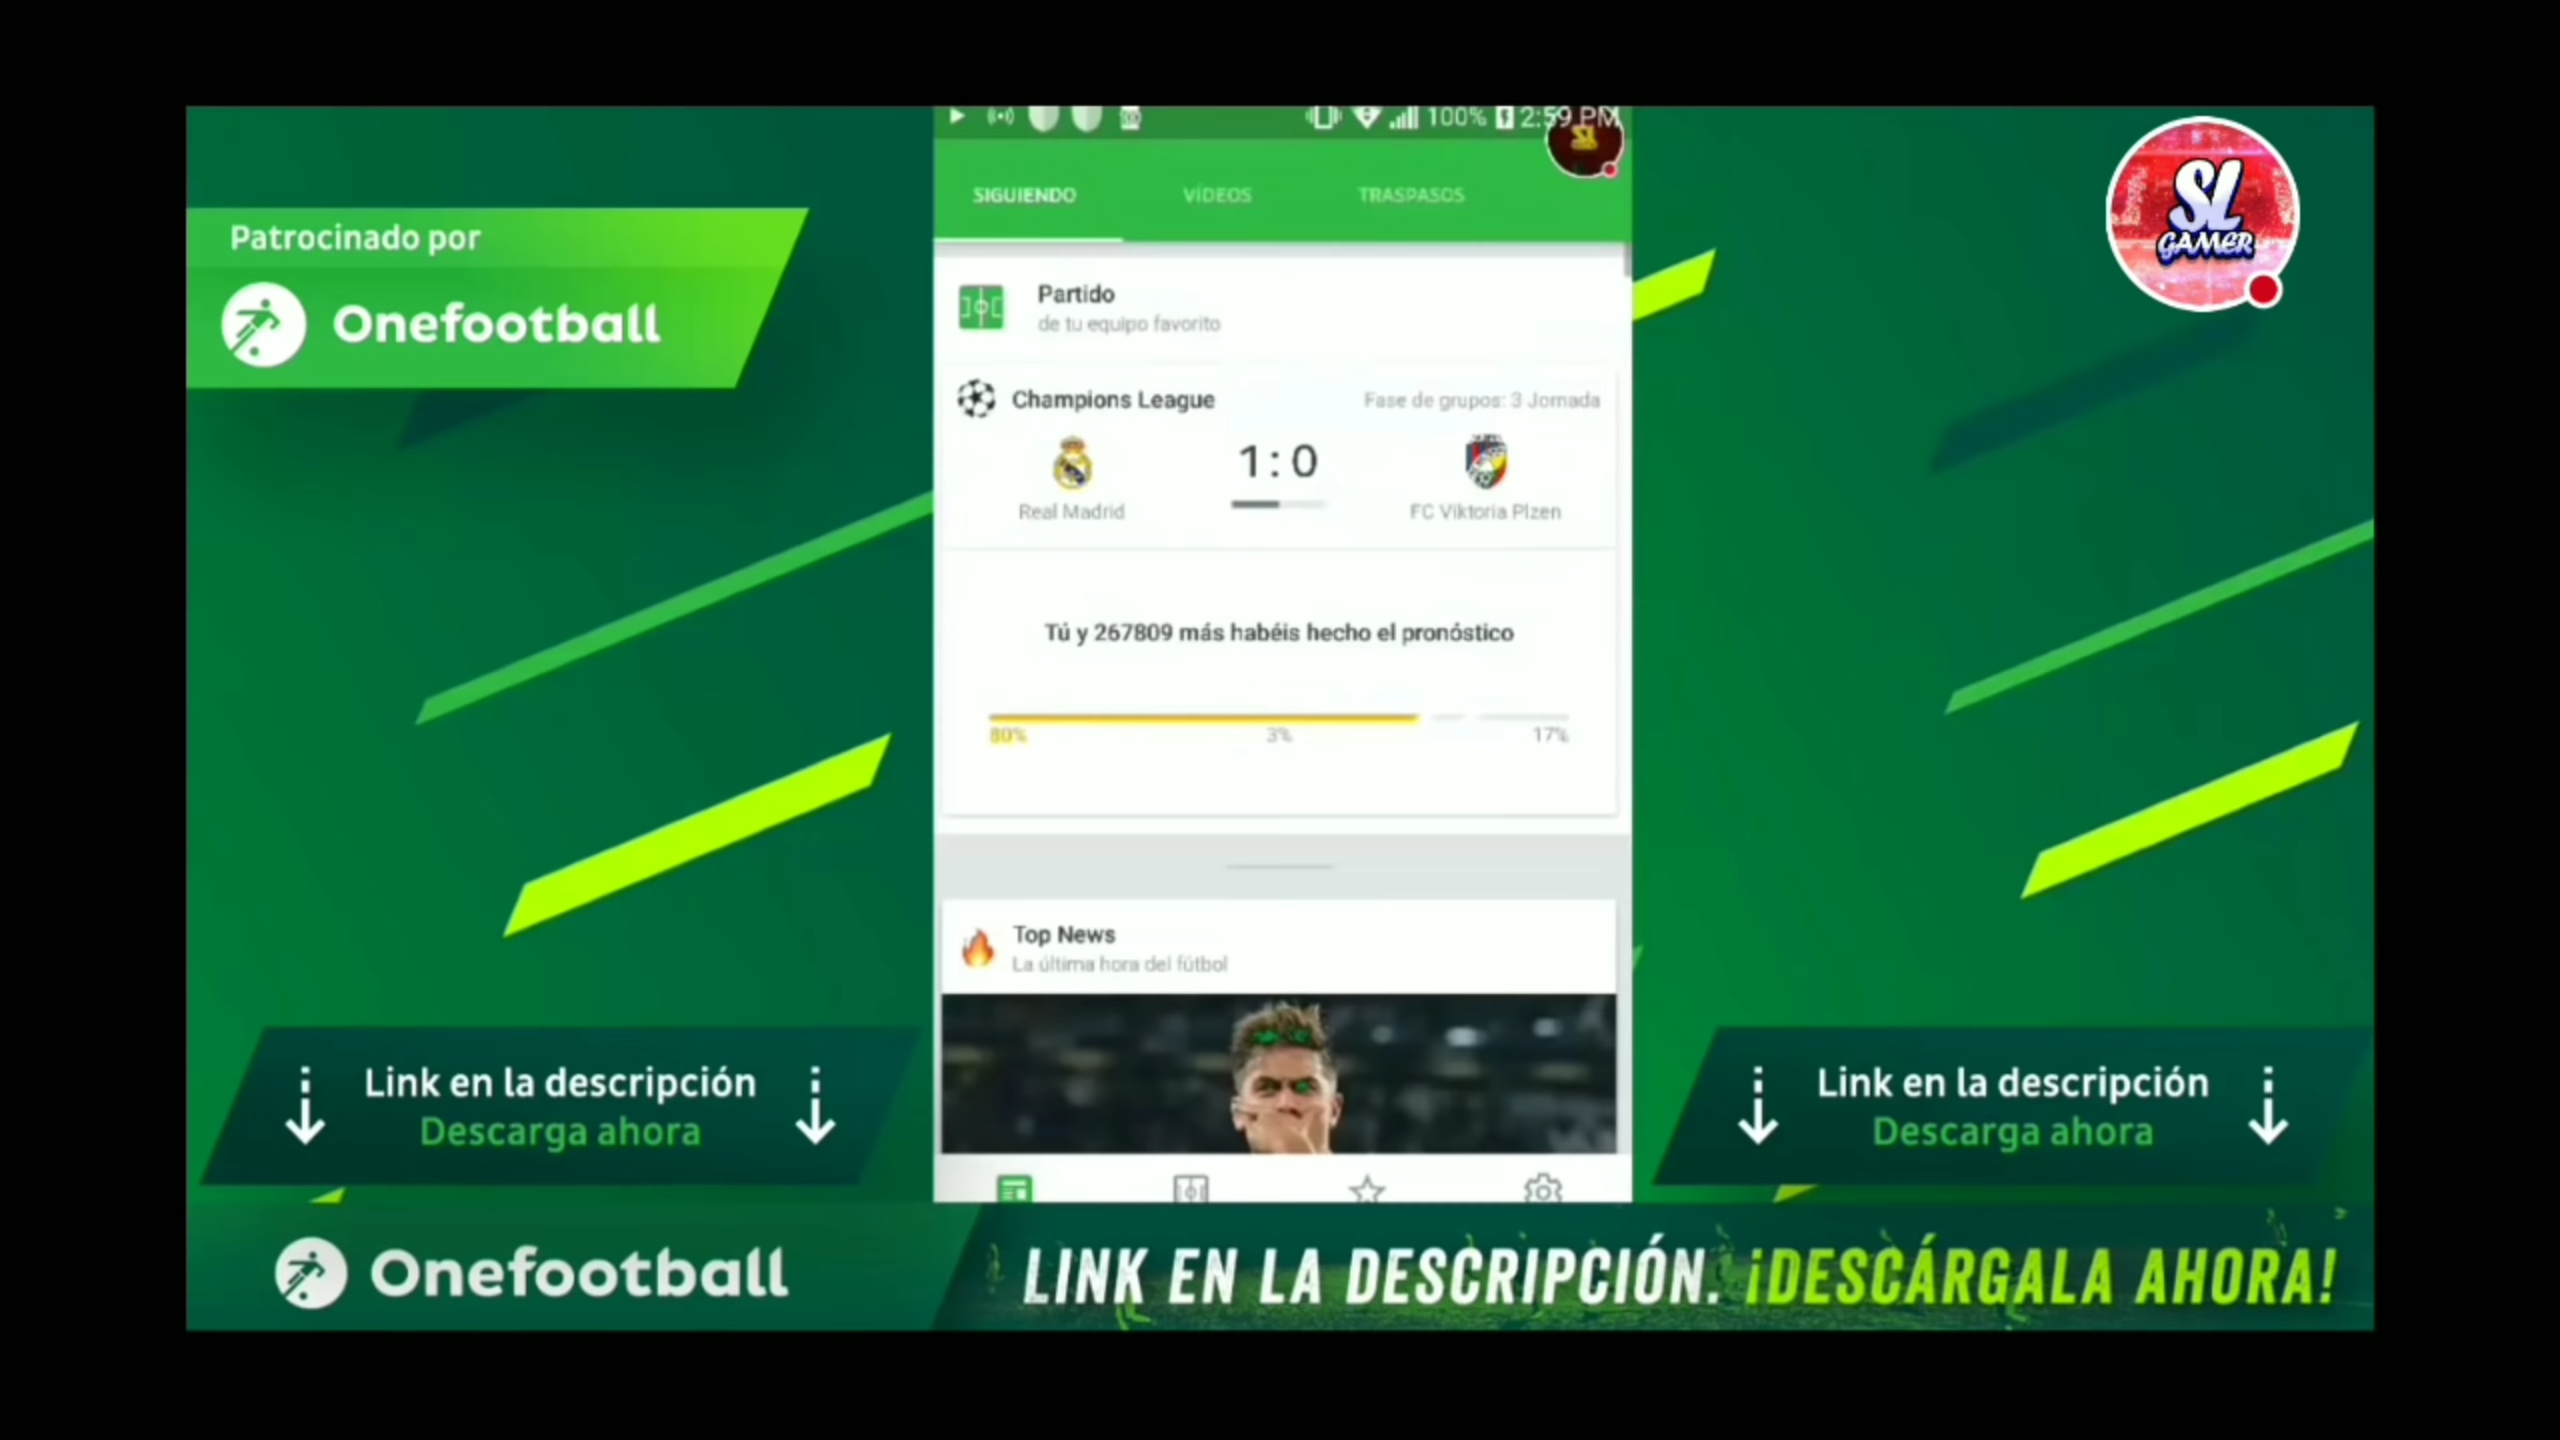 100% 2:59 PM
SL
SIGUIENDO VÍDEOS TRASPASOS
Patrocinado por
Onefootball
SL
GAMER
Partido
de tu equipo favorito
Champions League Fase de grupos: 3 Jornada
1:0
Real Madrid FC Viktoria Plzen
Tú y 267809 más habéis hecho el pronóstico
80% 3% 17%
Top News
La última hora del fútbol
Link en la descripción
Descarga ahora
Link en la descripción
Descarga ahora
Onefootball
LINK EN LA DESCRIPCIÓN. ¡DESCÁRGALA AHORA!